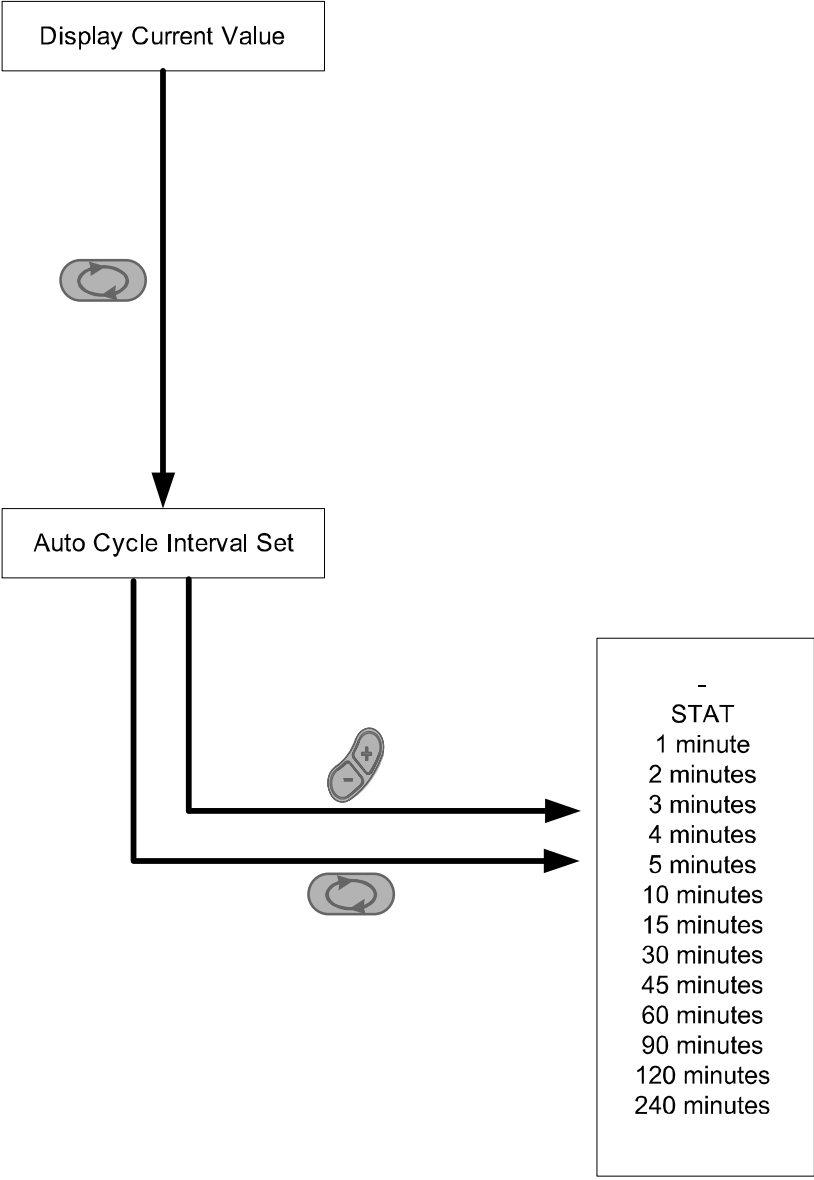 Display Current Value
Auto Cycle Interval Set
+
-
-
STAT
1 minute
2 minutes
3 minutes
4 minutes
5 minutes
10 minutes
15 minutes
30 minutes
45 minutes
60 minutes
90 minutes
120 minutes
240 minutes